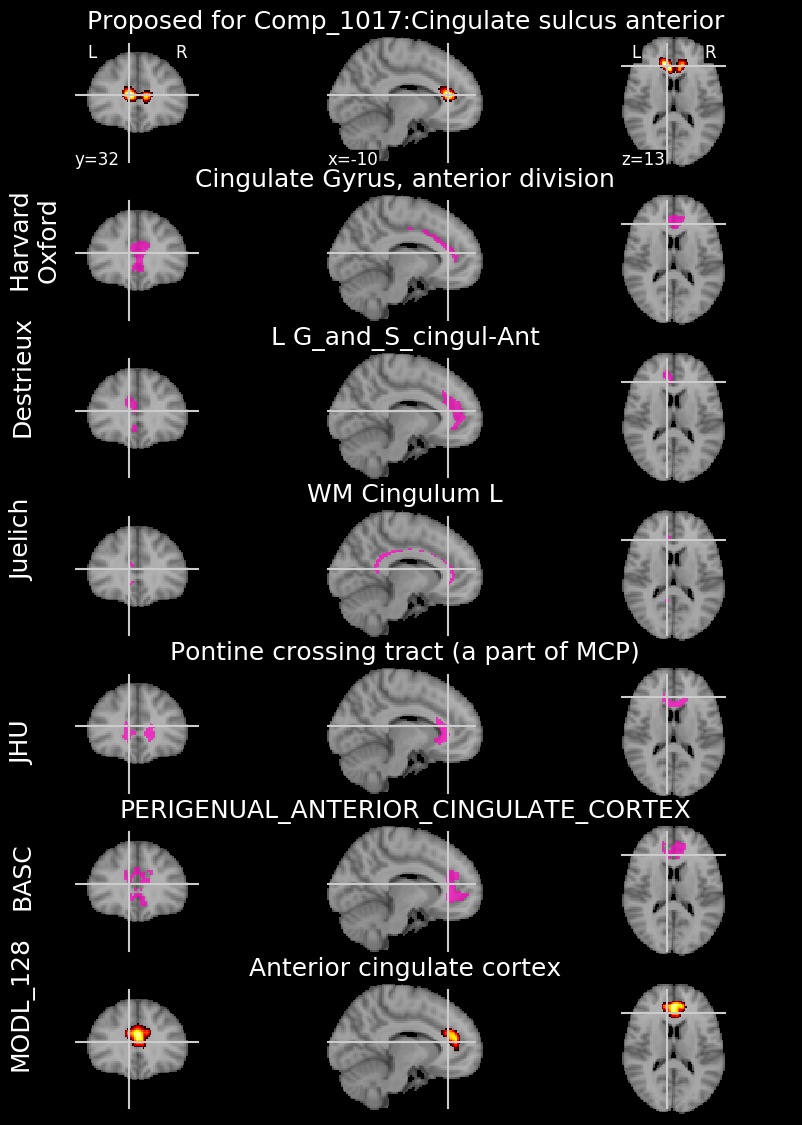 Proposed for Comp_1017:Cingulate sulcus anterior
L R L R
y=32 x=-10 z=13
Cingulate Gyrus, anterior division
Harvard
Oxford
L G_and_S_cingul-Ant
Destrieux
WM Cingulum L
Juelich
Pontine crossing tract (a part of MCP)
JHU
PERIGENUAL_ANTERIOR_CINGULATE_CORTEX
BASC
Anterior cingulate cortex
MODL_128